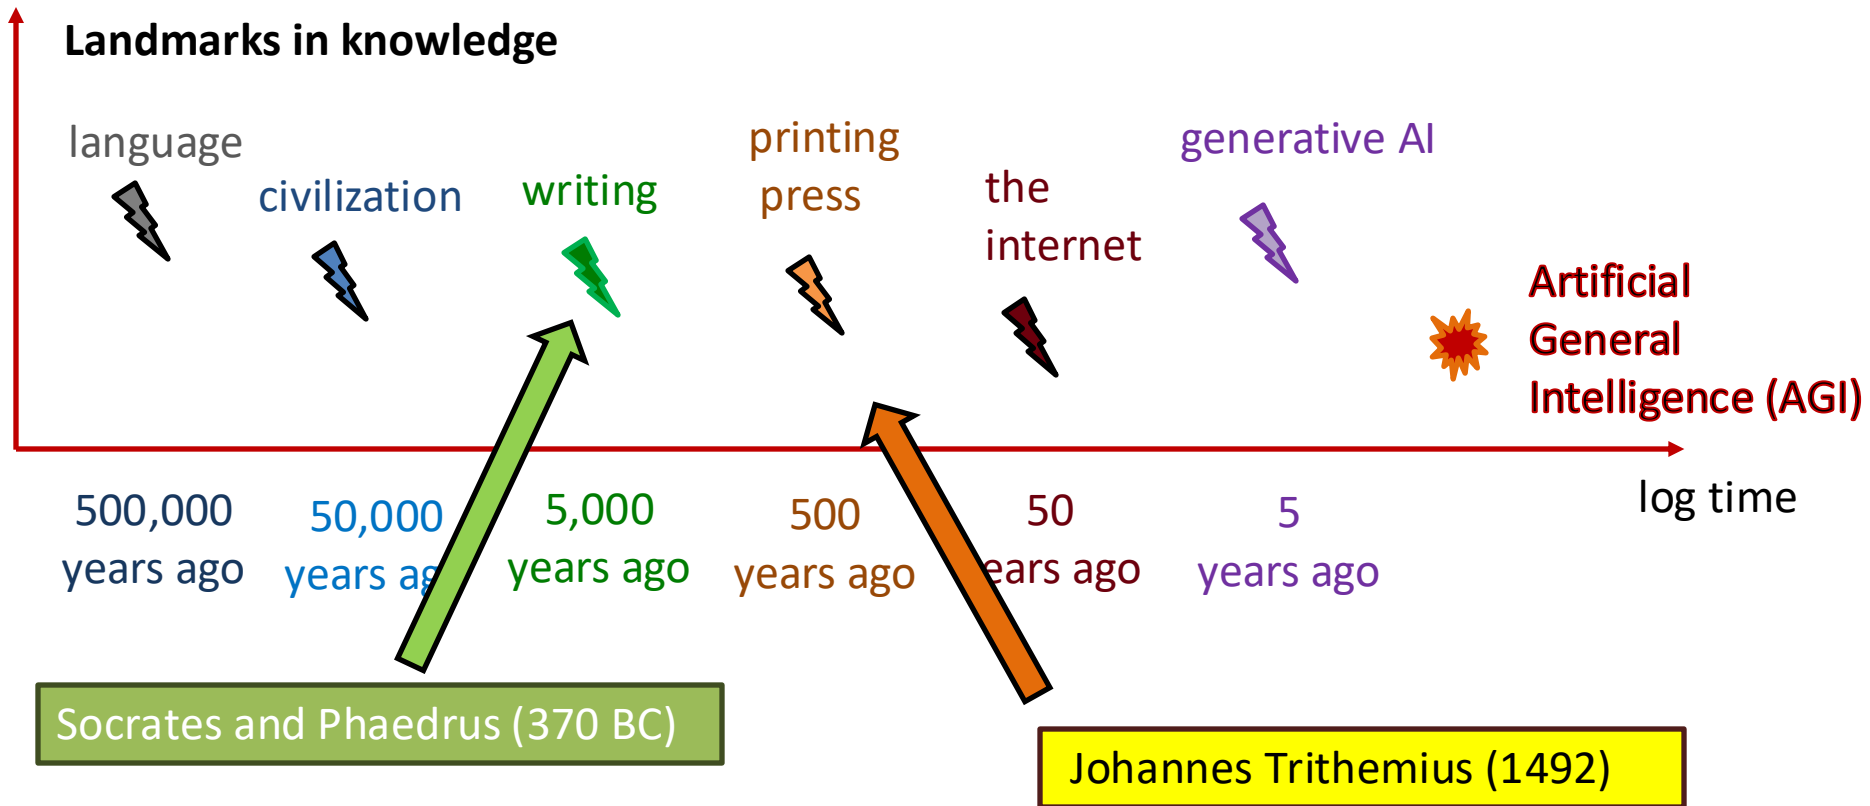 Landmarks in knowledge
language
civilization
writing
printing
press
the
internet
generative AI
Artificial
General
Intelligence (AGI)
500,000
years ago
50,000
years ag
5,000
years ago
500
years ago
50
ears ago
5
years ago
log time
Socrates and Phaedrus (370 BC)
Johannes Trithemius (1492)